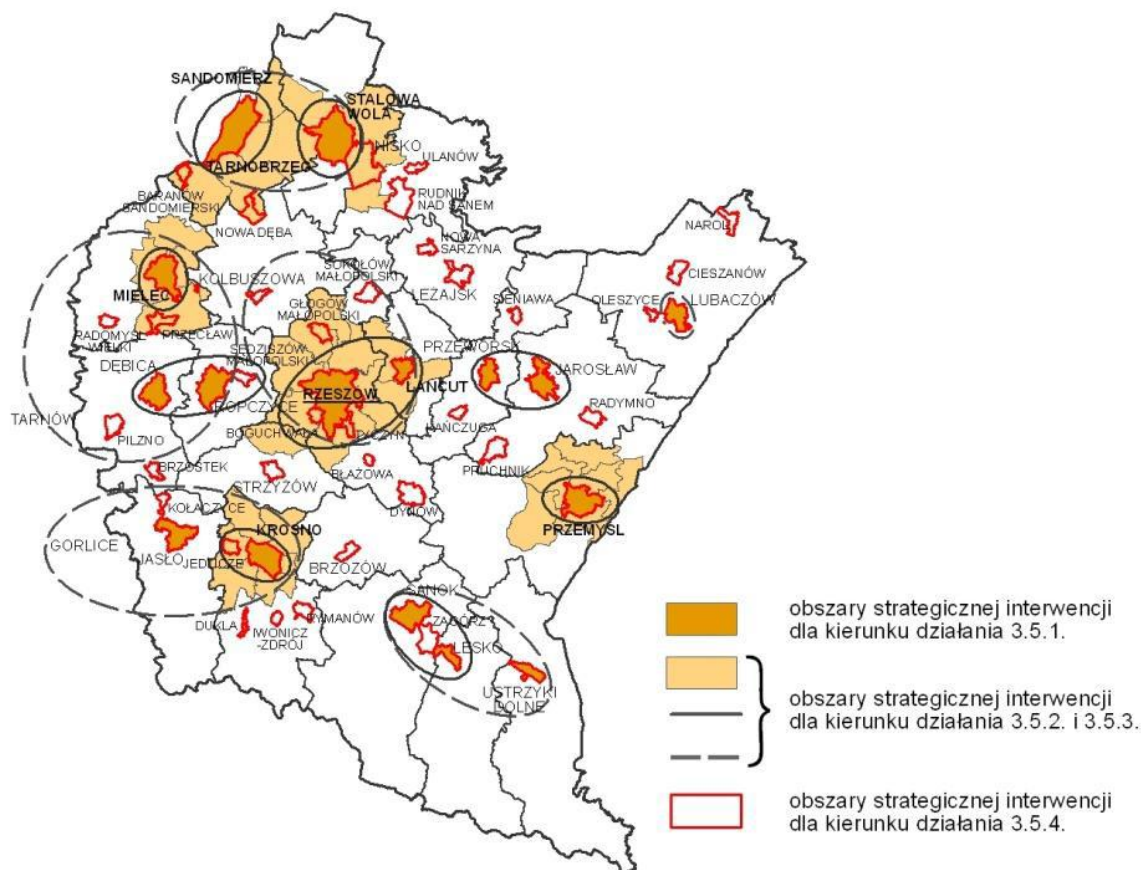 SANDOMIERZ
STALOWA
WOLA
NISKO
ULANÓW
TARNOBRZEG
BARANÓW
SANDOMIERSKI
RUDNIK
NAD SANEM
NOWA DĘBA
NAROL
NOWA
SARZYNA
CIESZANÓW
SOKOŁÓW
MAŁOPOLSKI
KOLBUSZOWA
LEŻAJSK
OLESZYCE
LUBACZÓW
MIELEC
GŁOGÓW
MAŁOPOLSKI
SIENIAWA
RADOMYŚL
WIELKI
PRZECŁAW
SĘDZISZÓW
MAŁOPOLSKI
PRZEWORSK
DĘBICA
JAROSŁAW
ŁAŃCUT
RZESZÓW
ROPCZYCE
RADYMNO
TARNÓW
PILZNO
BOGUCHWAŁA
TYCZYN
KAŃCZUGA
BRZOSTEK
BŁAŻOWA
PRUCHNIK
STRZYŻÓW
DYNÓW
KOŁACZYCE
KROSNO
PRZEMYŚL
GORLICE
JASŁO
JEDLICZE
BRZOZÓW
SANOK
DUKLA
RYMANÓW
IWONICZ
-ZDRÓJ
ZAGÓRZ
LESKO
USTRZYKI
DOLNE
obszary strategicznej interwencji
dla kierunku działania 3.5.1.
obszary strategicznej interwencji
dla kierunku działania 3.5.2. i 3.5.3.
obszary strategicznej interwencji
dla kierunku działania 3.5.4.